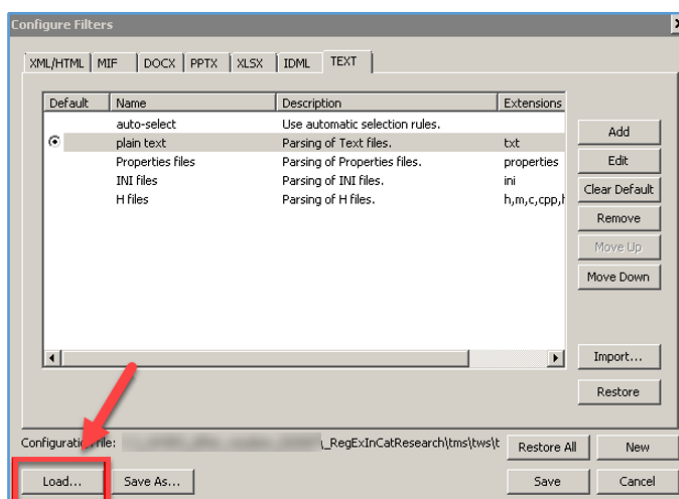 Configure Filters
XML/HTML MIF DOCX PPTX XLSX IDML TEXT
Default Name Description Extensions
auto-select Use automatic selection rules.
plain text Parsing of Text files. txt
Properties files Parsing of Properties files. properties
INI files Parsing of INI files. ini
H files Parsing of H files. h,m,c,cpp,h
Add
Edit
Clear Default
Remove
Move Up
Move Down
Import...
Restore
Configuration file: \_RegExInCatResearch\tms\tws\t Restore All New
Load... Save As... Save Cancel